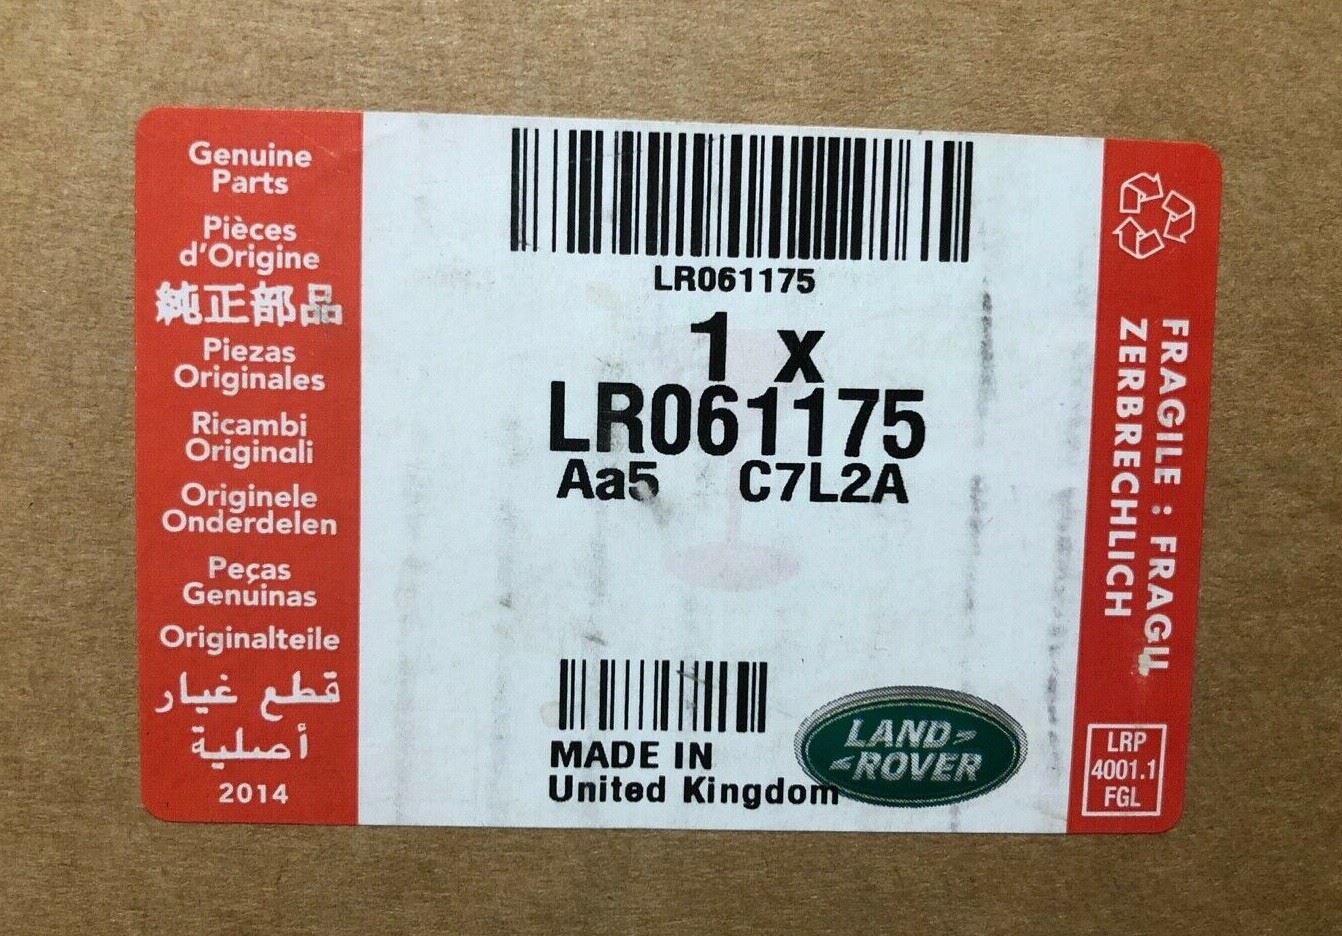 Genuine
Parts
Pièces
d'Origine
純正部品
Piezas
Originales
Ricambi
Originali
Originele
Onderdelen
Peças
Genuinas
Originalteile
قطع غيار
أصلية
2014
LR061175
1 x
LR061175
Aa5 C7L2A
MADE IN
United Kingdom
LAND
ROVER
FRAGILE : FRAGIL
ZERBRECHLICH
LRP
4001.1
FGL